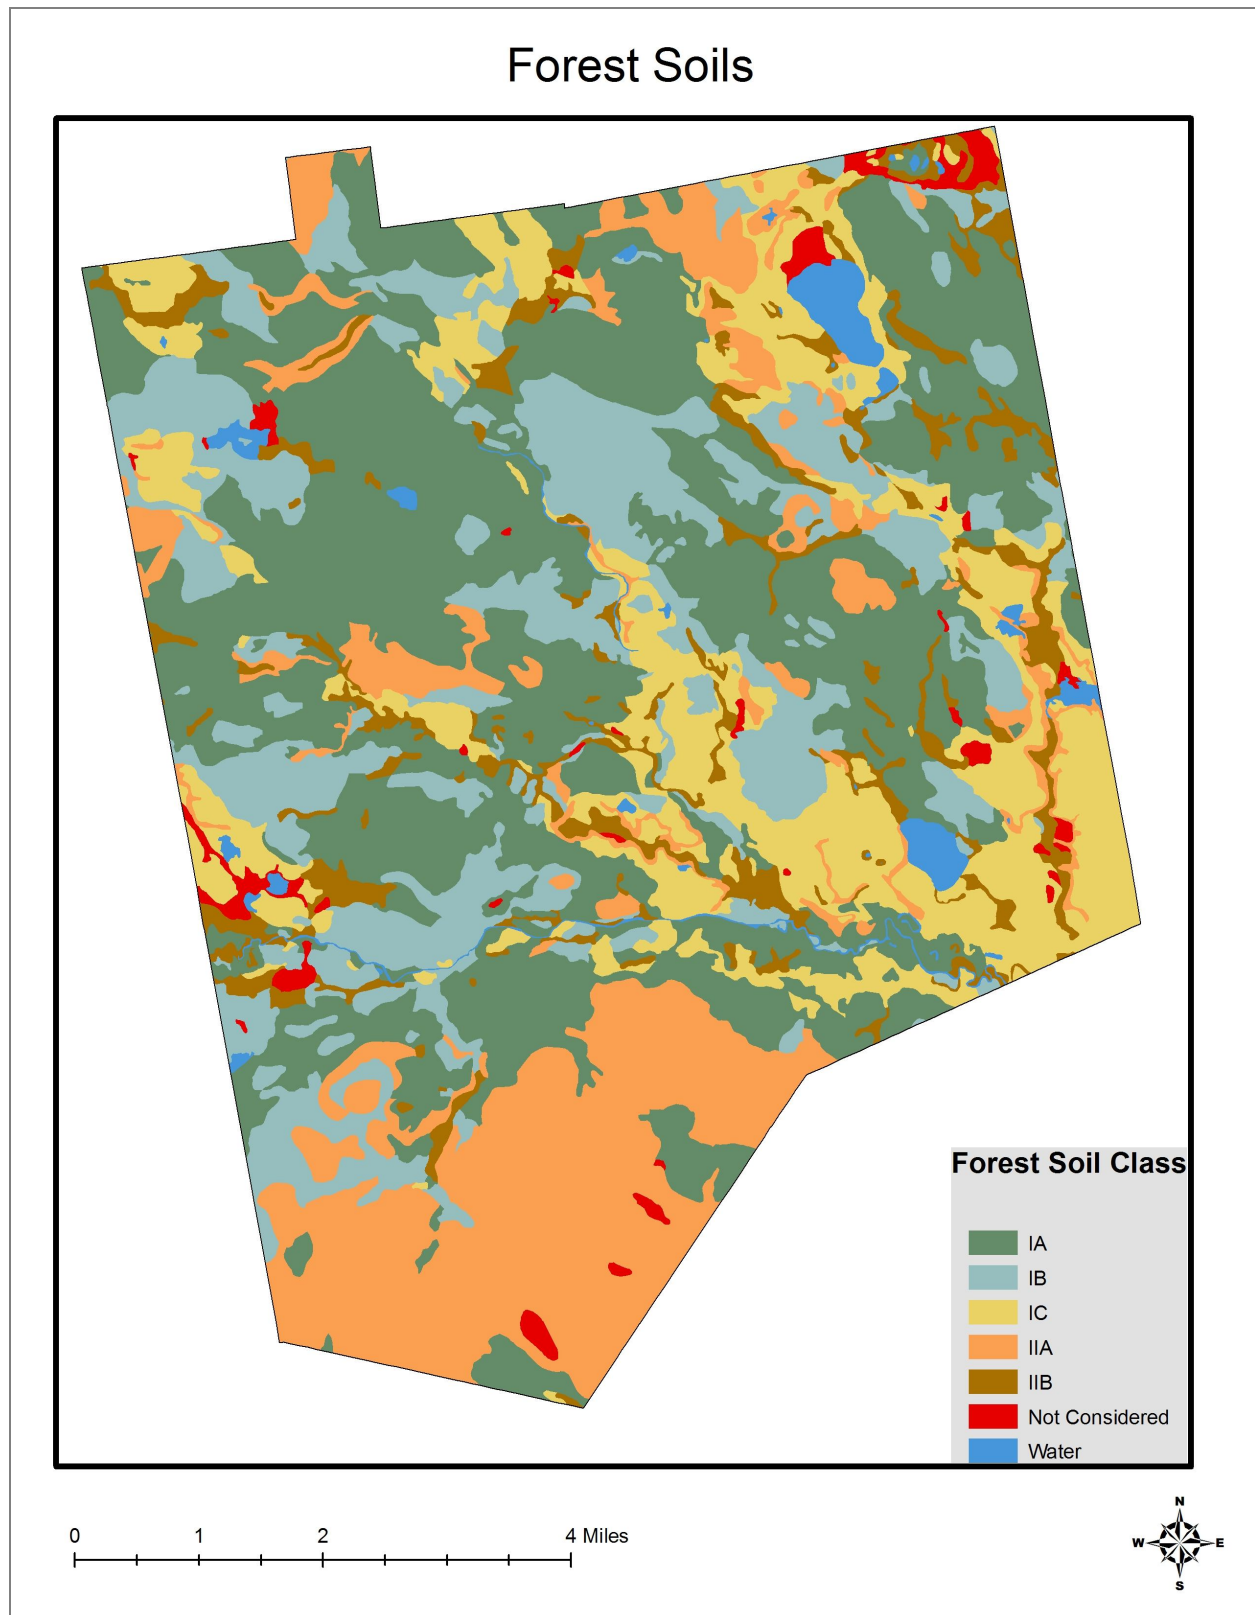 Forest Soils
Forest Soil Class
IA
IB
IC
IIA
IIB
Not Considered
Water
0 1 2 4 Miles
N
W E
S